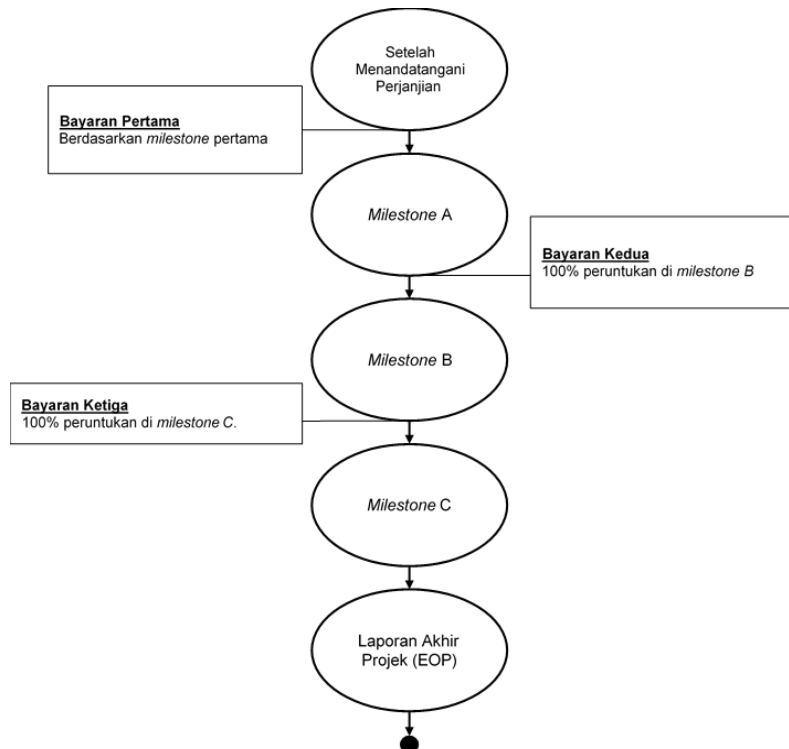 Setelah
Menandatangani
Perjanjian
Bayaran Pertama
Berdasarkan milestone pertama
Milestone A
Bayaran Kedua
100% peruntukan di milestone B
Milestone B
Bayaran Ketiga
100% peruntukan di milestone C.
Milestone C
Laporan Akhir
Projek (EOP)